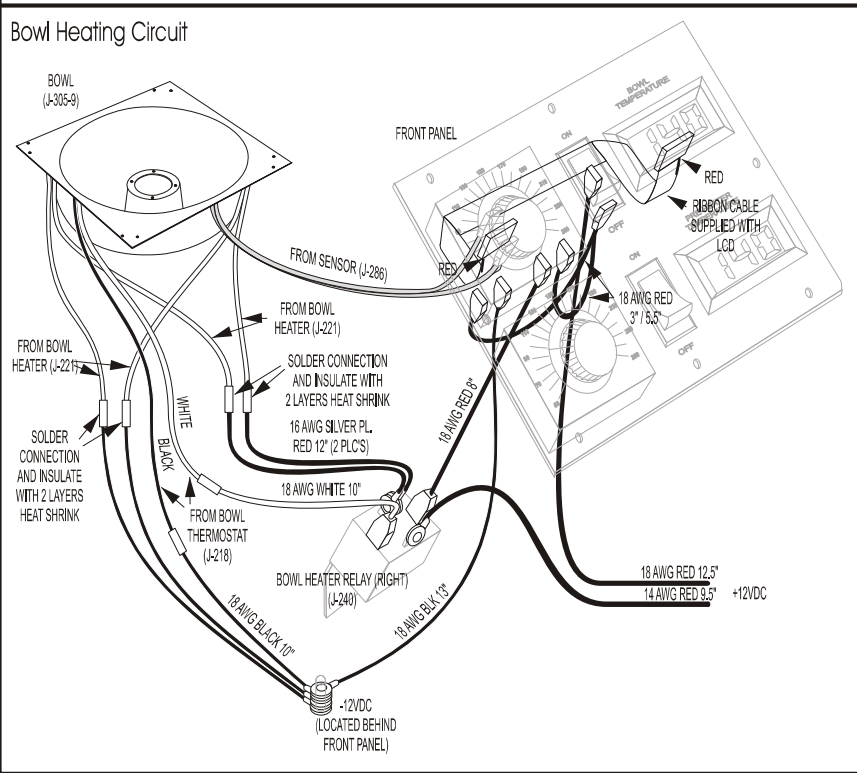 Bowl Heating Circuit
BOWL
(J-305-9)
FRONT PANEL
BOWL
TEMPERATURE
ON
OFF
140
RED
RIBBON CABLE
SUPPLIED WITH
LCD
ON
OFF
140
FROM SENSOR (J-286)
RED
18 AWG RED
3" / 5.5"
FROM BOWL
HEATER (J-221)
FROM BOWL
HEATER (J-221)
SOLDER CONNECTION
AND INSULATE WITH
2 LAYERS HEAT SHRINK
16 AWG SILVER PL.
RED 12" (2 PLC'S)
18 AWG RED 8"
WHITE
BLACK
SOLDER
CONNECTION
AND INSULATE
WITH 2 LAYERS
HEAT SHRINK
18 AWG WHITE 10"
FROM BOWL
THERMOSTAT
(J-218)
BOWL HEATER RELAY (RIGHT)
(J-240)
18 AWG BLACK 10"
18 AWG BLK 13"
18 AWG RED 12.5"
14 AWG RED 9.5"
+12VDC
-12VDC
(LOCATED BEHIND
FRONT PANEL)